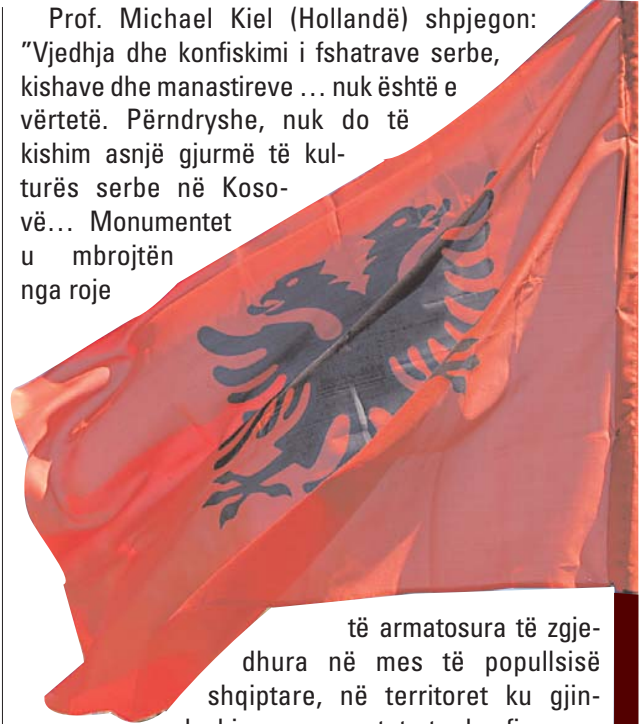 Prof. Michael Kiel (Hollandë) shpjegon:
”Vjedhja dhe konfiskimi i fshatrave serbe,
kishave dhe manastireve … nuk është e
vërtetë. Përndryshe, nuk do të
kishim asnjë gjurmë të kul-
turës serbe në Koso-
vë… Monumentet
u mbrojtën
nga roje
të armatosura të zgje-
dhura në mes të popullsisë
shqiptare, në territoret ku gjin-